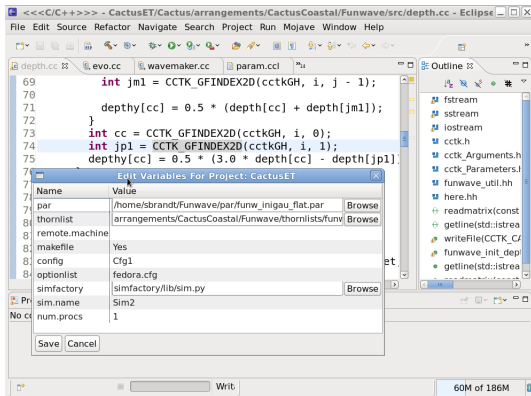 <<<C/C++>>> - CactusET/Cactus/arrangements/CactusCoastal/Funwave/src/depth.cc - Eclipse
File Edit Source Refactor Navigate Search Project Run Mojave Window Help
depth.cc evo.cc wavemaker.cc param.ccl
69 int jm1 = CCTK_GFINDEX2D(cctkGH, i, j - 1);
70
71 depthy[cc] = 0.5 * (depth[cc] + depth[jm1]);
72 }
73 int cc = CCTK_GFINDEX2D(cctkGH, i, 0);
74 int jp1 = CCTK_GFINDEX2D(cctkGH, i, 1);
75 depthy[cc] = 0.5 * (3.0 * depth[cc] - depth[jp1]
Outline
fstream
sstream
iostream
cctk.h
cctk_Arguments.h
cctk_Parameters.h
funwave_util.hh
here.hh
readmatrix(const
getline(std::istrea
writeFile(CCTK_CA
funwave_init_dept
getline(std::istrea
Edit Variables For Project: CactusET
Name Value
par /home/sbrandt/Funwave/par/funw_inigau_flat.par Browse
thornlist arrangements/CactusCoastal/Funwave/thornlists/funw Browse
remote.machine
makefile Yes
config Cfg1
optionlist fedora.cfg
simfactory simfactory/lib/sim.py Browse
sim.name Sim2
num.procs 1
Save Cancel
Pr
No co
Writ
60M of 186M